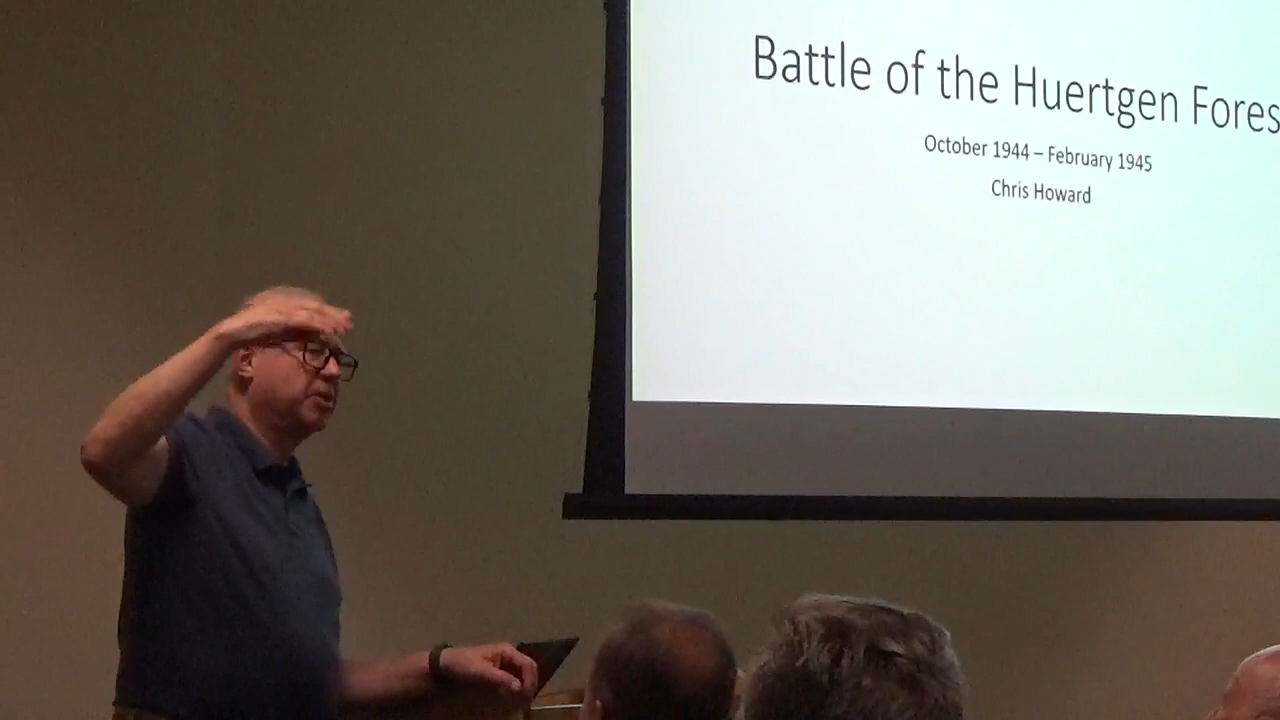 Battle of the Huertgen Fores
October 1944 – February 1945
Chris Howard